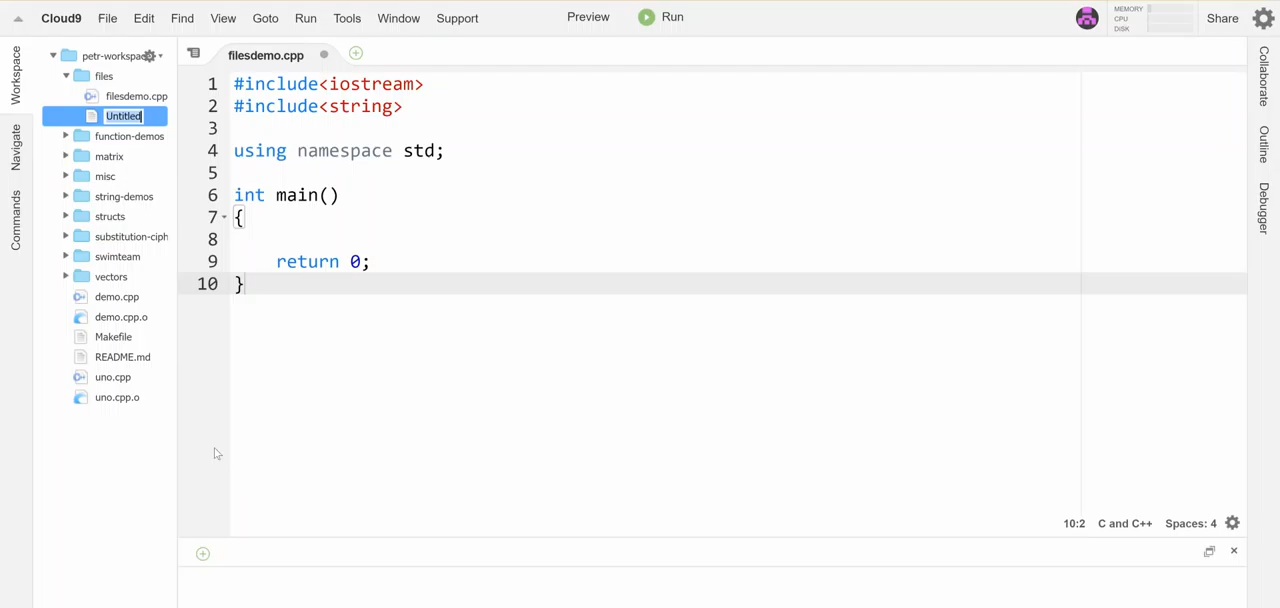 Cloud9 File Edit Find View Goto Run Tools Window Support Preview Run MEMORY CPU DISK Share
Workspace
Navigate
Commands
petr-workspac
files
filesdemo.cpp
Untitled
function-demos
matrix
misc
string-demos
structs
substitution-ciph
swimteam
vectors
demo.cpp
demo.cpp.o
Makefile
README.md
uno.cpp
uno.cpp.o
filesdemo.cpp
1 #include<iostream>
2 #include<string>
3
4 using namespace std;
5
6 int main()
7 {
8
9 return 0;
10 }
10:2 C and C++ Spaces: 4
Collaborate
Outline
Debugger